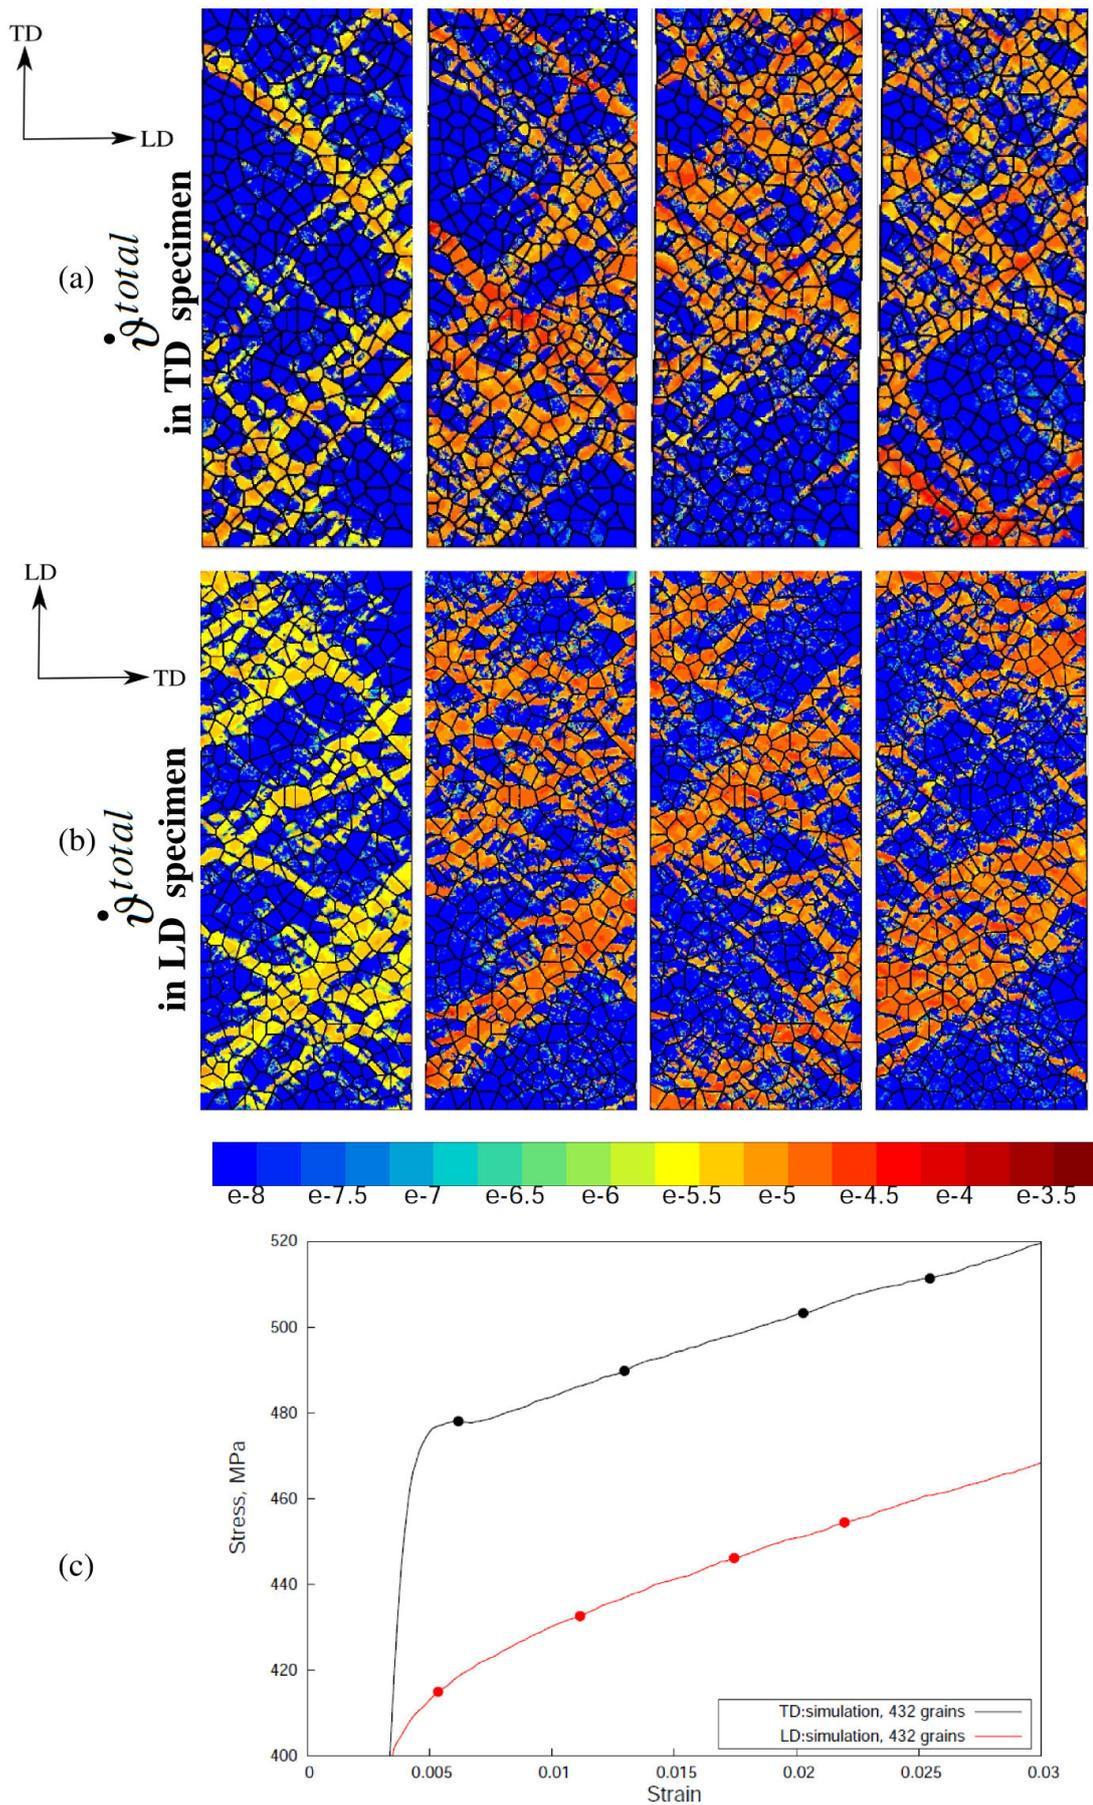 TD
LD
(a)
ϑ̇total
in TD specimen
LD
TD
(b)
ϑ̇total
in LD specimen
e-8 e-7.5 e-7 e-6.5 e-6 e-5.5 e-5 e-4.5 e-4 e-3.5
520
500
480
460
440
420
400
Stress, MPa
(c)
TD:simulation, 432 grains
LD:simulation, 432 grains
0 0.005 0.01 0.015 0.02 0.025 0.03
Strain